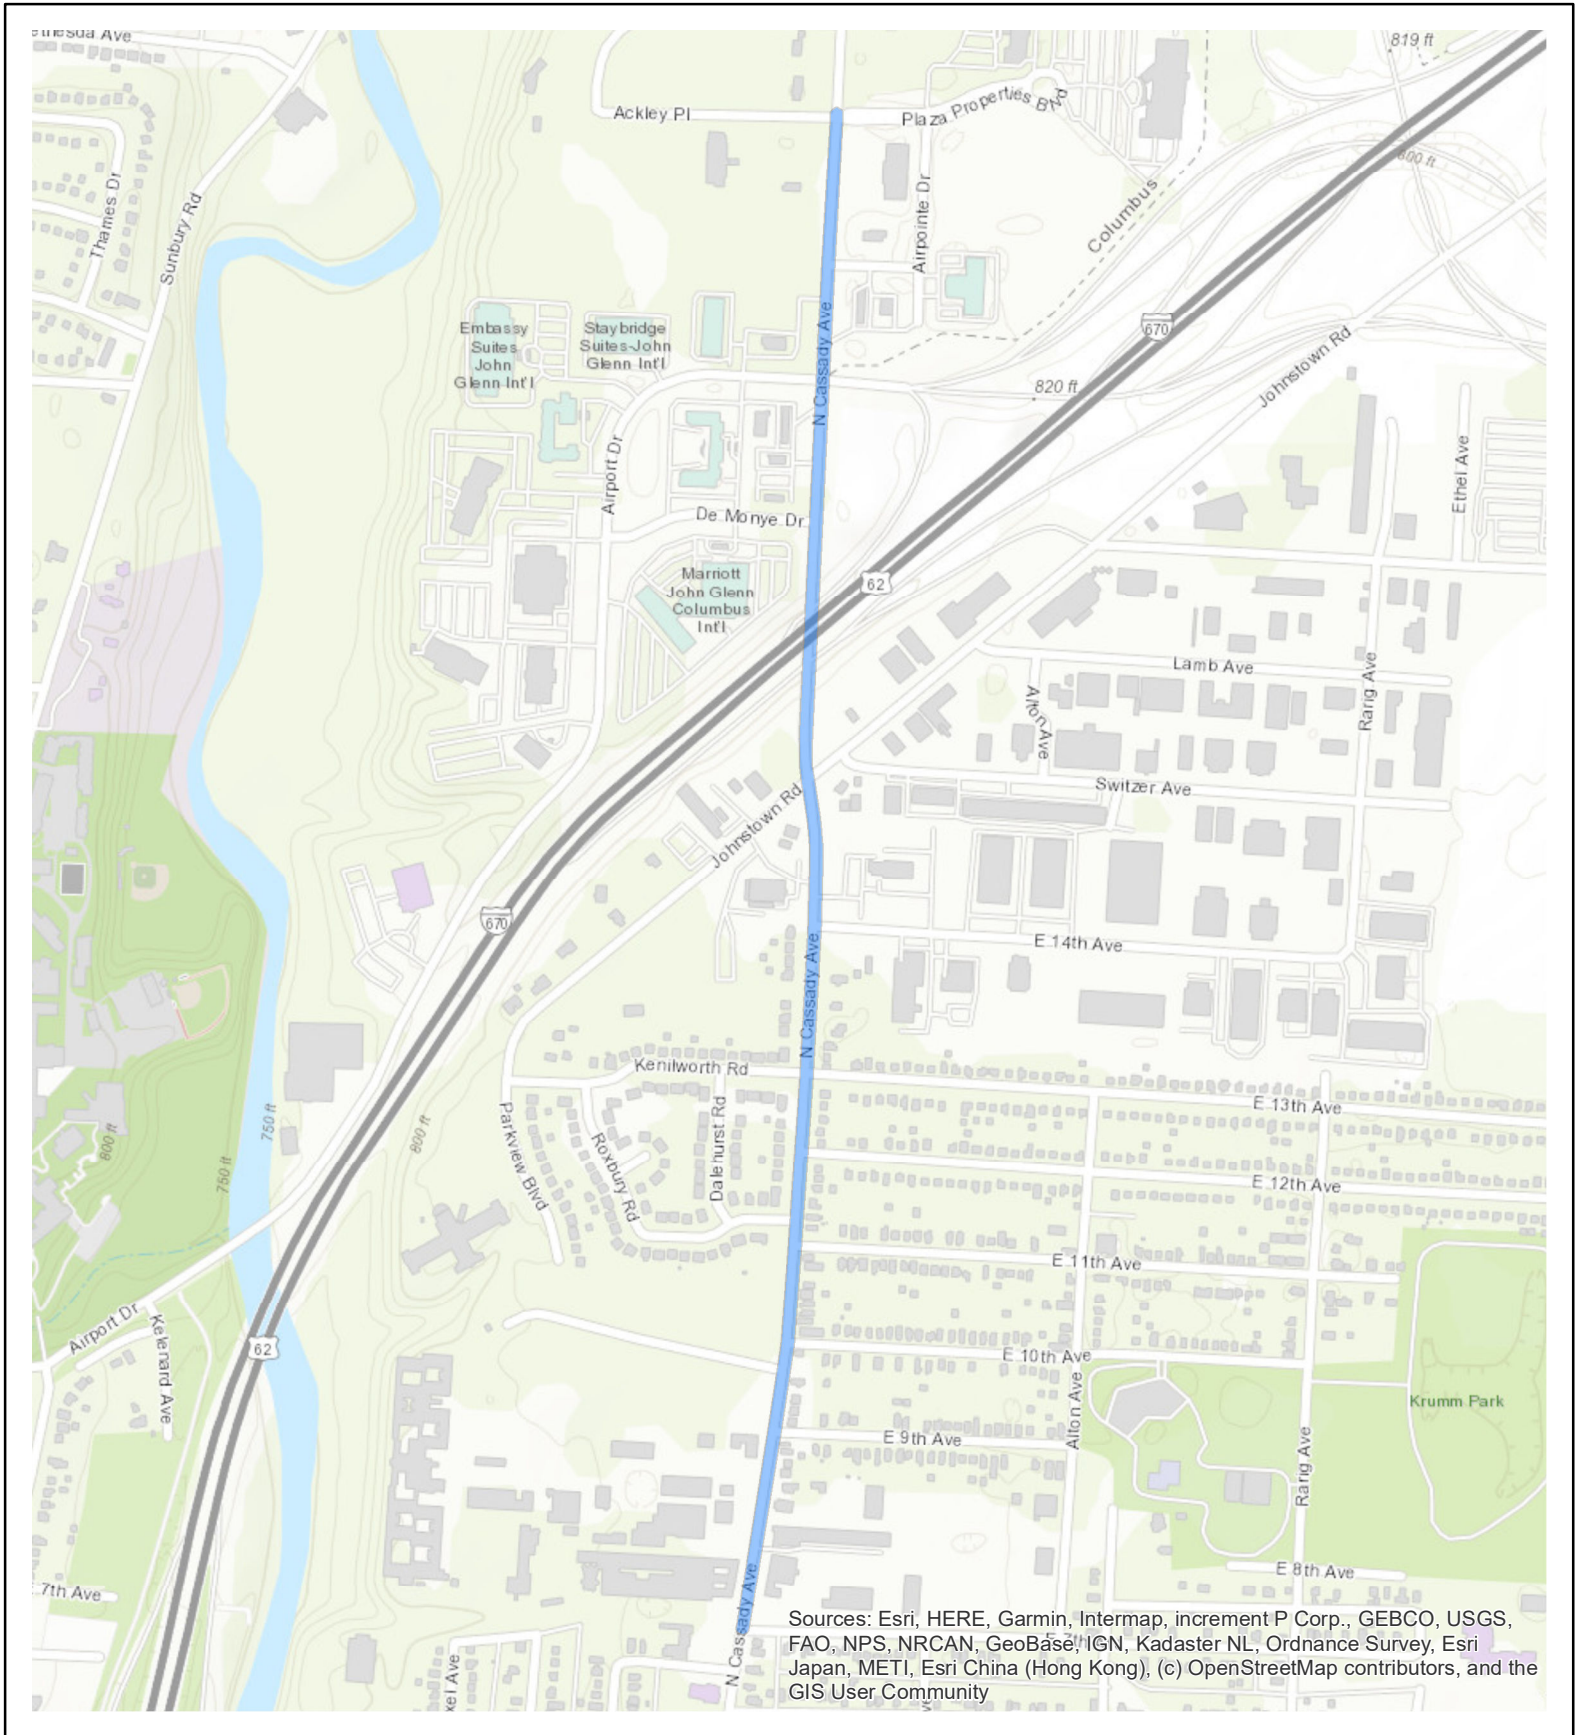 819 ft
Ackley Pl
Plaza Properties Blvd
800 ft
Thames Dr
Sunbury Rd
Airpointe Dr
Columbus
Embassy
Suites
John
Glenn Int'l
Staybridge
Suites-John
Glenn Int'l
N Cassady Ave
670
Johnstown Rd
820 ft
Airport Dr
Ethel Ave
De Monye Dr
Marriott
John Glenn
Columbus
Int'l
62
Lamb Ave
Alton Ave
Rarig Ave
Switzer Ave
Johnstown Rd
670
E 14th Ave
N Cassady Ave
Kenilworth Rd
E 13th Ave
750 ft
800 ft
800 ft
750 ft
Parkview Blvd
Roxbury Rd
Dalehurst Rd
E 12th Ave
E 11th Ave
Airport Dr
Kelenard Ave
62
E 10th Ave
Alton Ave
Krumm Park
E 9th Ave
Rarig Ave
E 8th Ave
7th Ave
N Cassady Ave
Sources: Esri, HERE, Garmin, Intermap, increment P Corp., GEBCO, USGS,
FAO, NPS, NRCAN, GeoBase, IGN, Kadaster NL, Ordnance Survey, Esri
Japan, METI, Esri China (Hong Kong), (c) OpenStreetMap contributors, and the
GIS User Community